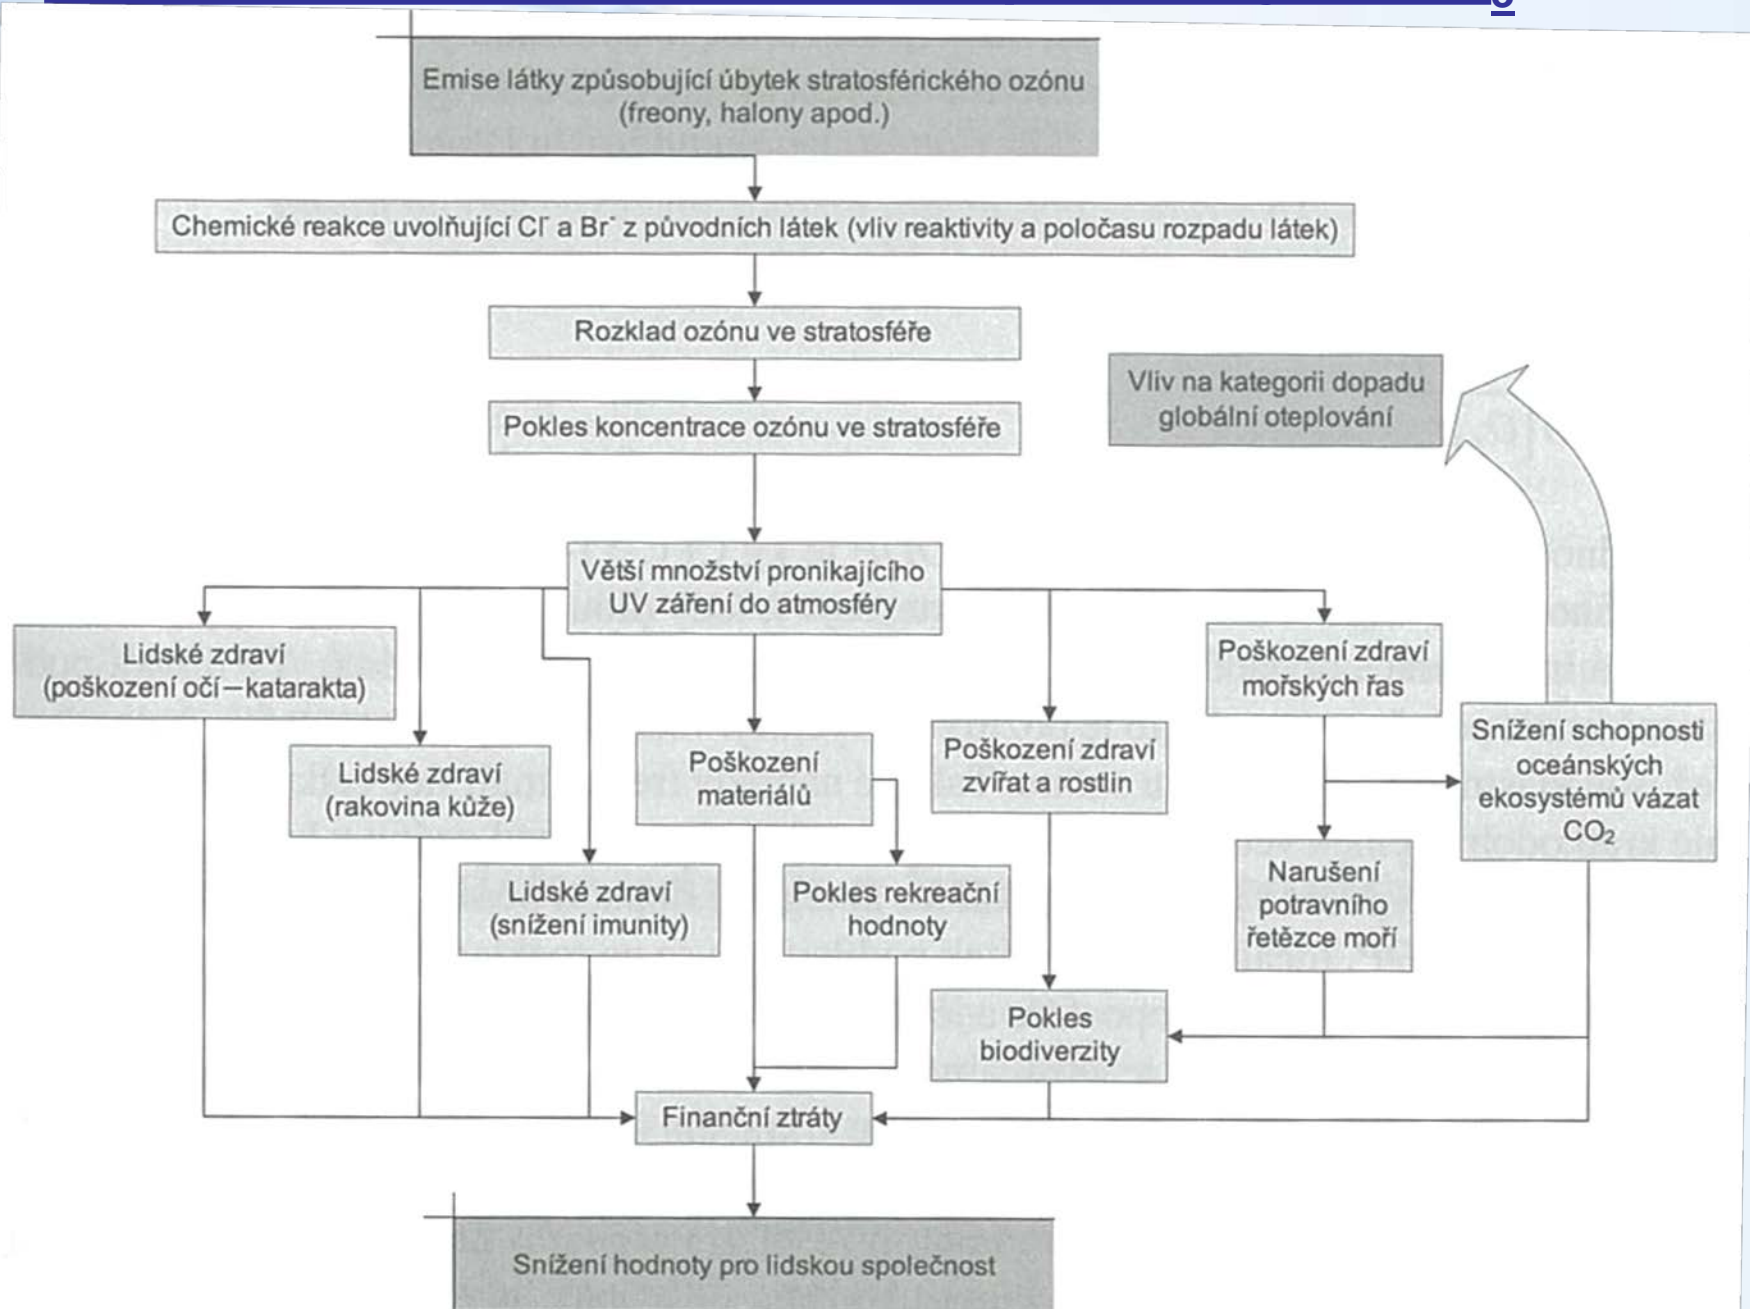 Emise látky způsobující úbytek stratosférického ozónu
(freony, halony apod.)
Chemické reakce uvolňující Cl⁻ a Br⁻ z původních látek (vliv reaktivity a poločasu rozpadu látek)
Rozklad ozónu ve stratosféře
Pokles koncentrace ozónu ve stratosféře
Vliv na kategorii dopadu
globální oteplování
Větší množství pronikajícího
UV záření do atmosféry
Lidské zdraví
(poškození očí–katarakta)
Lidské zdraví
(rakovina kůže)
Lidské zdraví
(snížení imunity)
Poškození
materiálů
Pokles rekreační
hodnoty
Poškození zdraví
zvířat a rostlin
Poškození zdraví
mořských řas
Snížení schopnosti
oceánských
ekosystémů vázat
CO₂
Narušení
potravního
řetězce moří
Pokles
biodiverzity
Finanční ztráty
Snížení hodnoty pro lidskou společnost